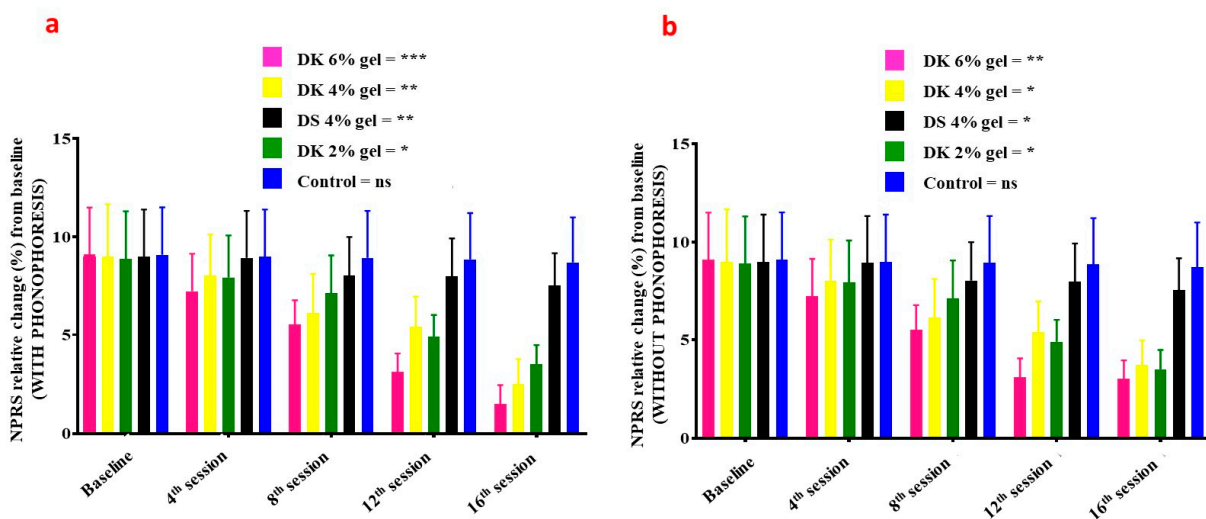 a
DK 6% gel = ***
DK 4% gel = **
DS 4% gel = **
DK 2% gel = *
Control = ns
NPRS relative change (%) from baseline
(WITH PHONOPHORESIS)
15
10
5
0
Baseline
4th session
8th session
12th session
16th session
b
DK 6% gel = **
DK 4% gel = *
DS 4% gel = *
DK 2% gel = *
Control = ns
NPRS relative change (%) from baseline
(WITHOUT PHONOPHORESIS)
15
10
5
0
Baseline
4th session
8th session
12th session
16th session